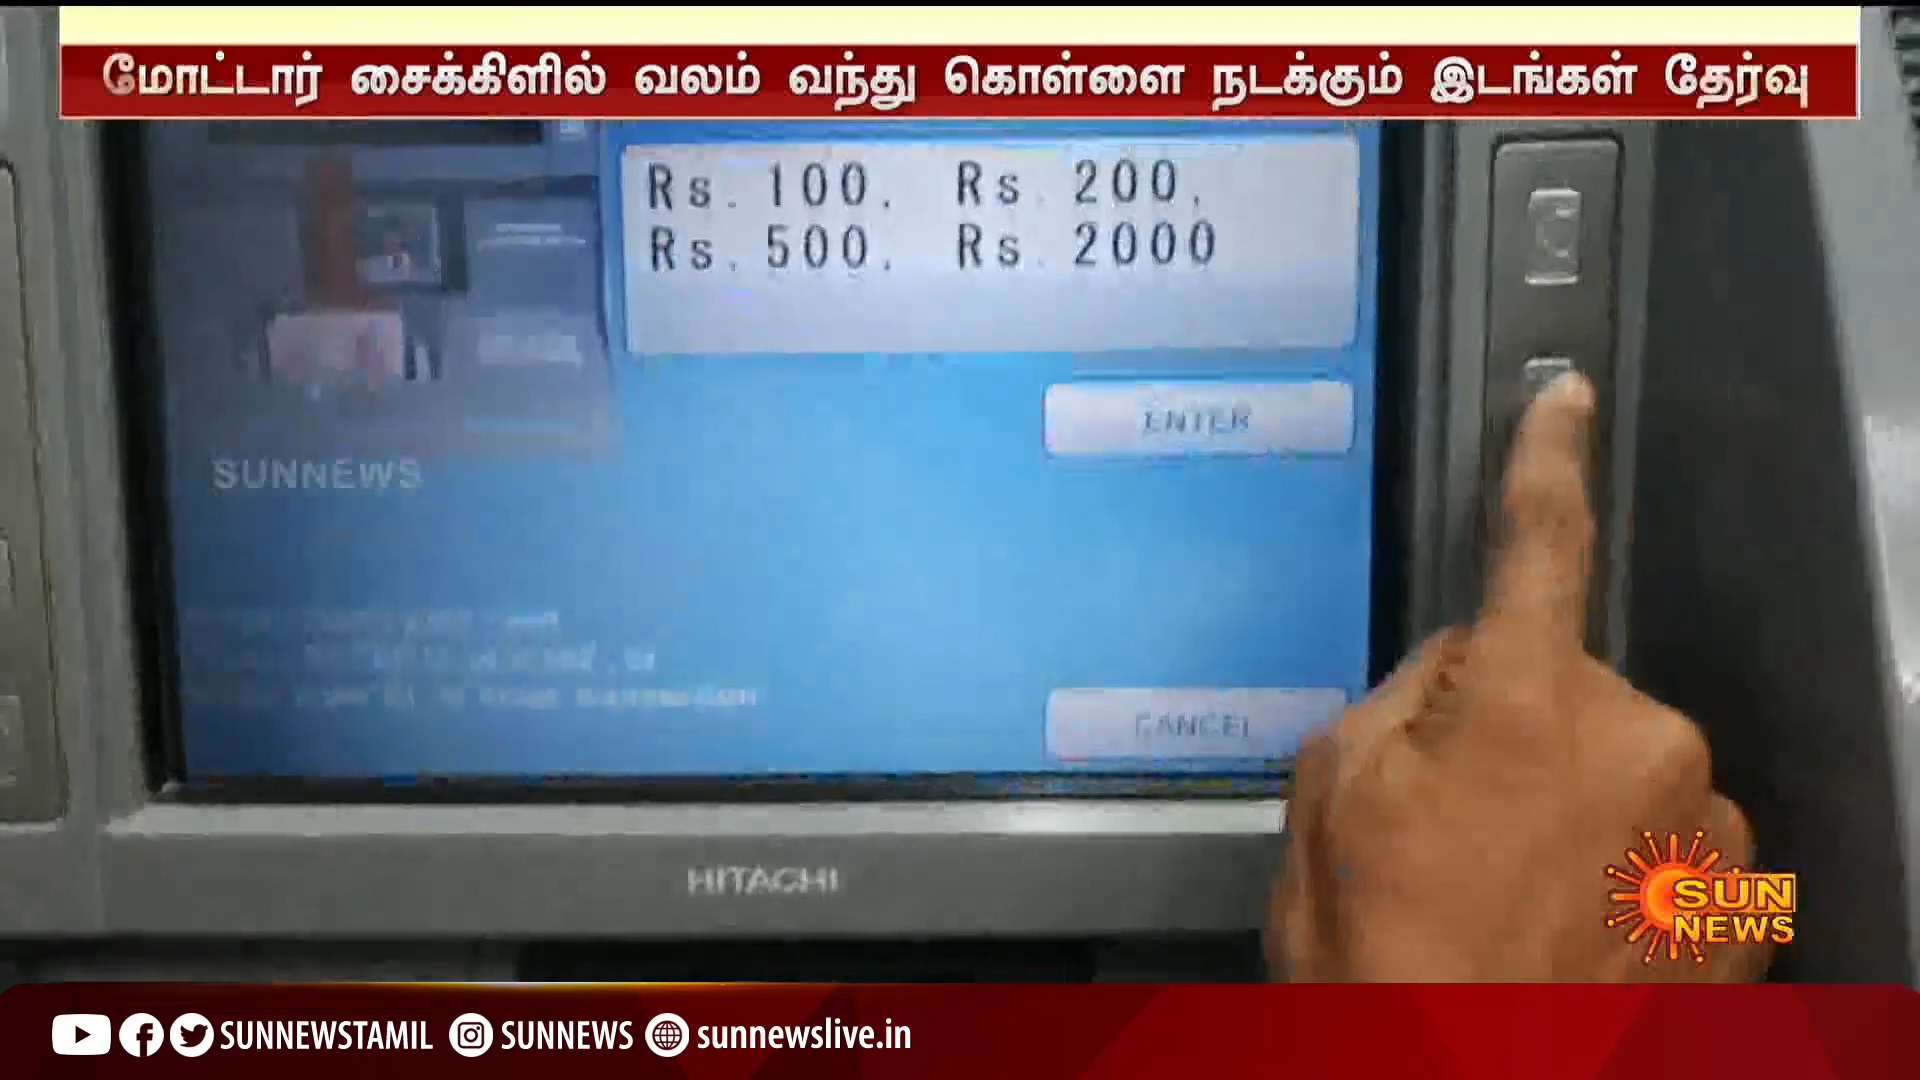 மோட்டார் சைக்கிளில் வலம் வந்து கொள்ளை நடக்கும் இடங்கள் தேர்வு
Rs.100, Rs.200,
Rs.500, Rs.2000
ENTER
SUNNEWS
CANCEL
HITACHI
SUN
NEWS
SUNNEWSTAMIL SUNNEWS sunnewslive.in